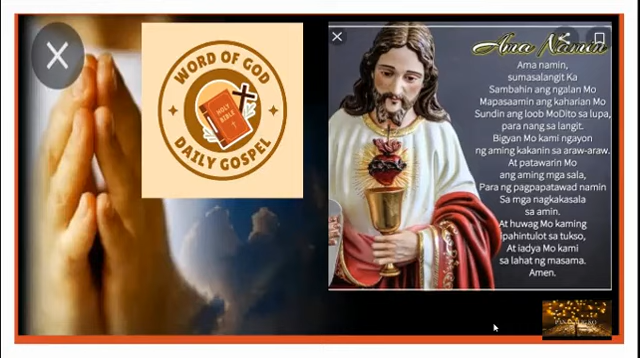 WORD OF GOD
HOLY BIBLE
DAILY GOSPEL
Ama Namin
Ama namin,
sumasalangit Ka
Sambahin ang ngalan Mo
Mapasaamin ang kaharian Mo
Sundin ang loob MoDito sa lupa,
para nang sa langit.
Bigyan Mo kami ngayon
ng aming kakanin sa araw-araw.
At patawarin Mo
ang aming mga sala,
Para ng pagpapatawad namin
Sa mga nagkakasala
sa amin.
At huwag Mo kaming
ipahintulot sa tukso,
At iadya Mo kami
sa lahat ng masama.
Amen.